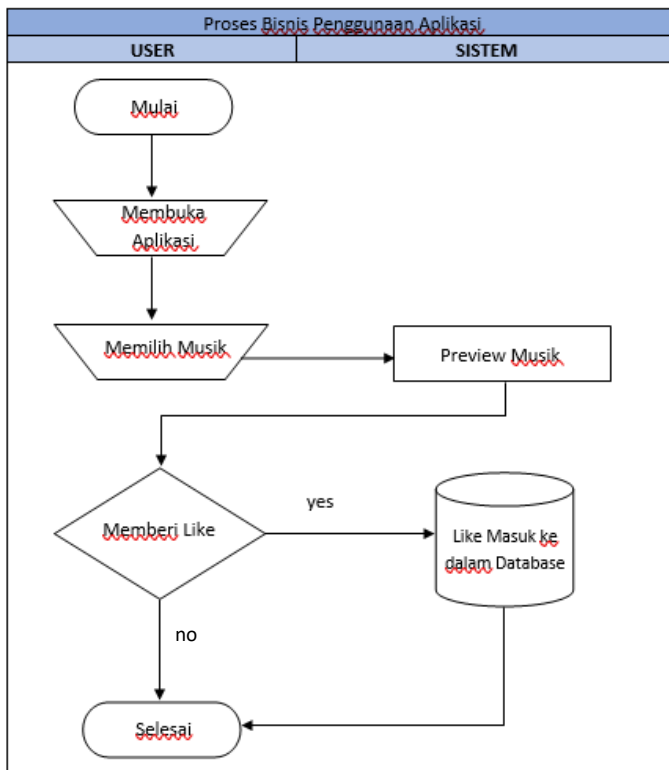 Proses Bisnis Penggunaan Aplikasi
USER
SISTEM
Mulai
Membuka
Aplikasi
Memilih Musik
Preview Musik
Memberi Like
yes
Like Masuk ke
dalam Database
no
Selesai